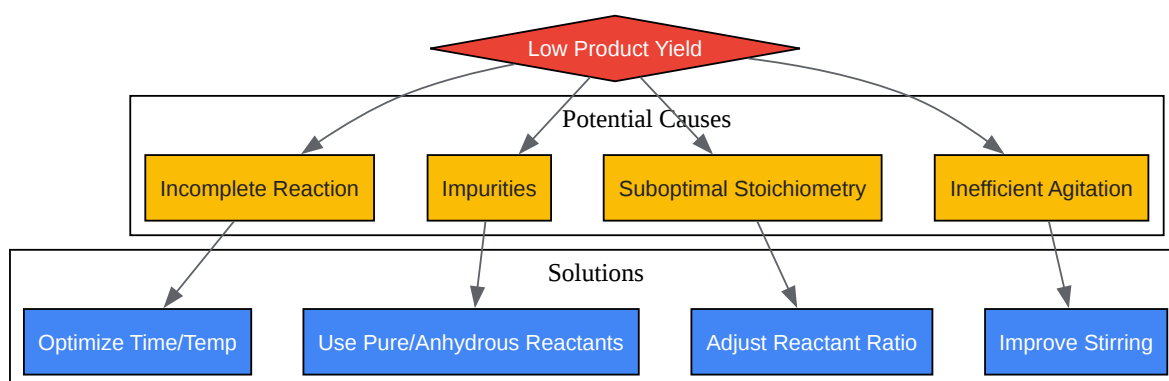 Low Product Yield
Potential Causes
Incomplete Reaction
Impurities
Suboptimal Stoichiometry
Inefficient Agitation
Solutions
Optimize Time/Temp
Use Pure/Anhydrous Reactants
Adjust Reactant Ratio
Improve Stirring